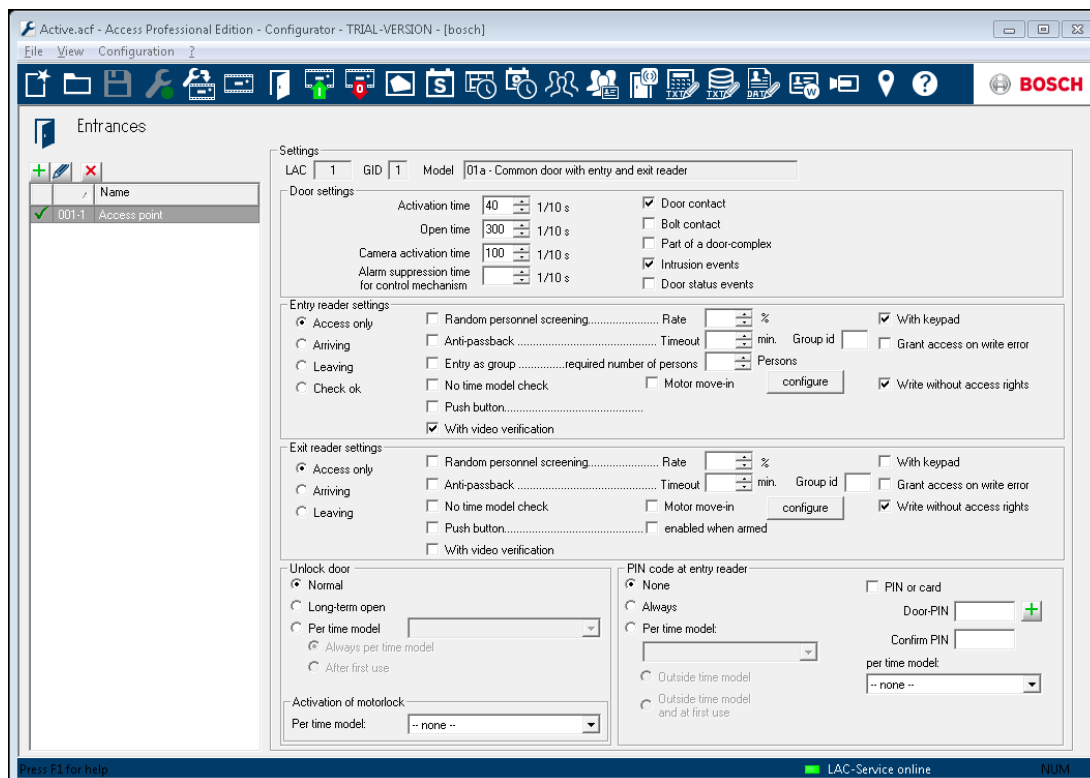 Active.acf - Access Professional Edition - Configurator - TRIAL-VERSION - [bosch]
File View Configuration ?
S TXT TXT DAT W ? BOSCH
Entrances
Name
001-1 Access point
Settings
LAC 1 GID 1 Model 01a - Common door with entry and exit reader
Door settings
Activation time 40 1/10 s Door contact
Open time 300 1/10 s Bolt contact
Camera activation time 100 1/10 s Part of a door-complex
Alarm suppression time for control mechanism 1/10 s Intrusion events
Door status events
Entry reader settings
Access only Random personnel screening............................ Rate % With keypad
Arriving Anti-passback ................................................ Timeout min. Group id Grant access on write error
Leaving Entry as group ...............required number of persons Persons
Check ok No time model check Motor move-in configure Write without access rights
Push button......................................................
With video verification
Exit reader settings
Access only Random personnel screening............................ Rate % With keypad
Arriving Anti-passback ................................................ Timeout min. Group id Grant access on write error
Leaving No time model check Motor move-in configure Write without access rights
Push button...................................................... enabled when armed
With video verification
Unlock door
Normal
Long-term open
Per time model
Always per time model
After first use
Activation of motorlock
Per time model: -- none --
PIN code at entry reader
None PIN or card
Always Door-PIN
Per time model: Confirm PIN
per time model:
Outside time model -- none --
Outside time model
and at first use
Press F1 for help LAC-Service online NUM